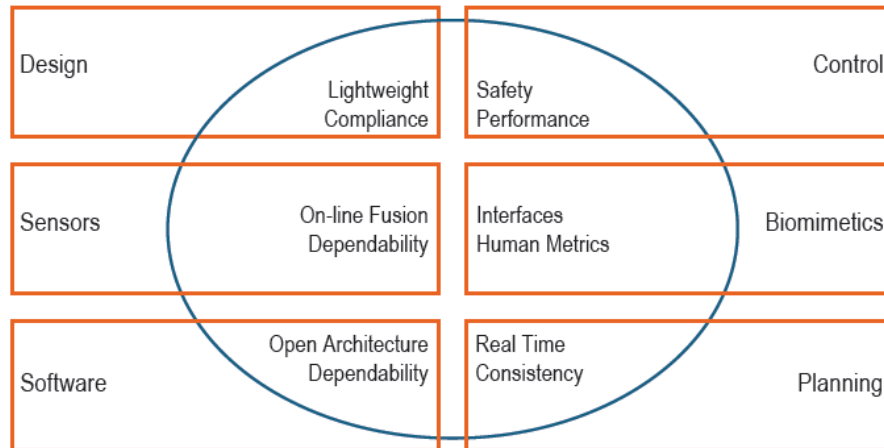 Design
Lightweight
Compliance
Safety
Performance
Control
Sensors
On-line Fusion
Dependability
Interfaces
Human Metrics
Biomimetics
Software
Open Architecture
Dependability
Real Time
Consistency
Planning